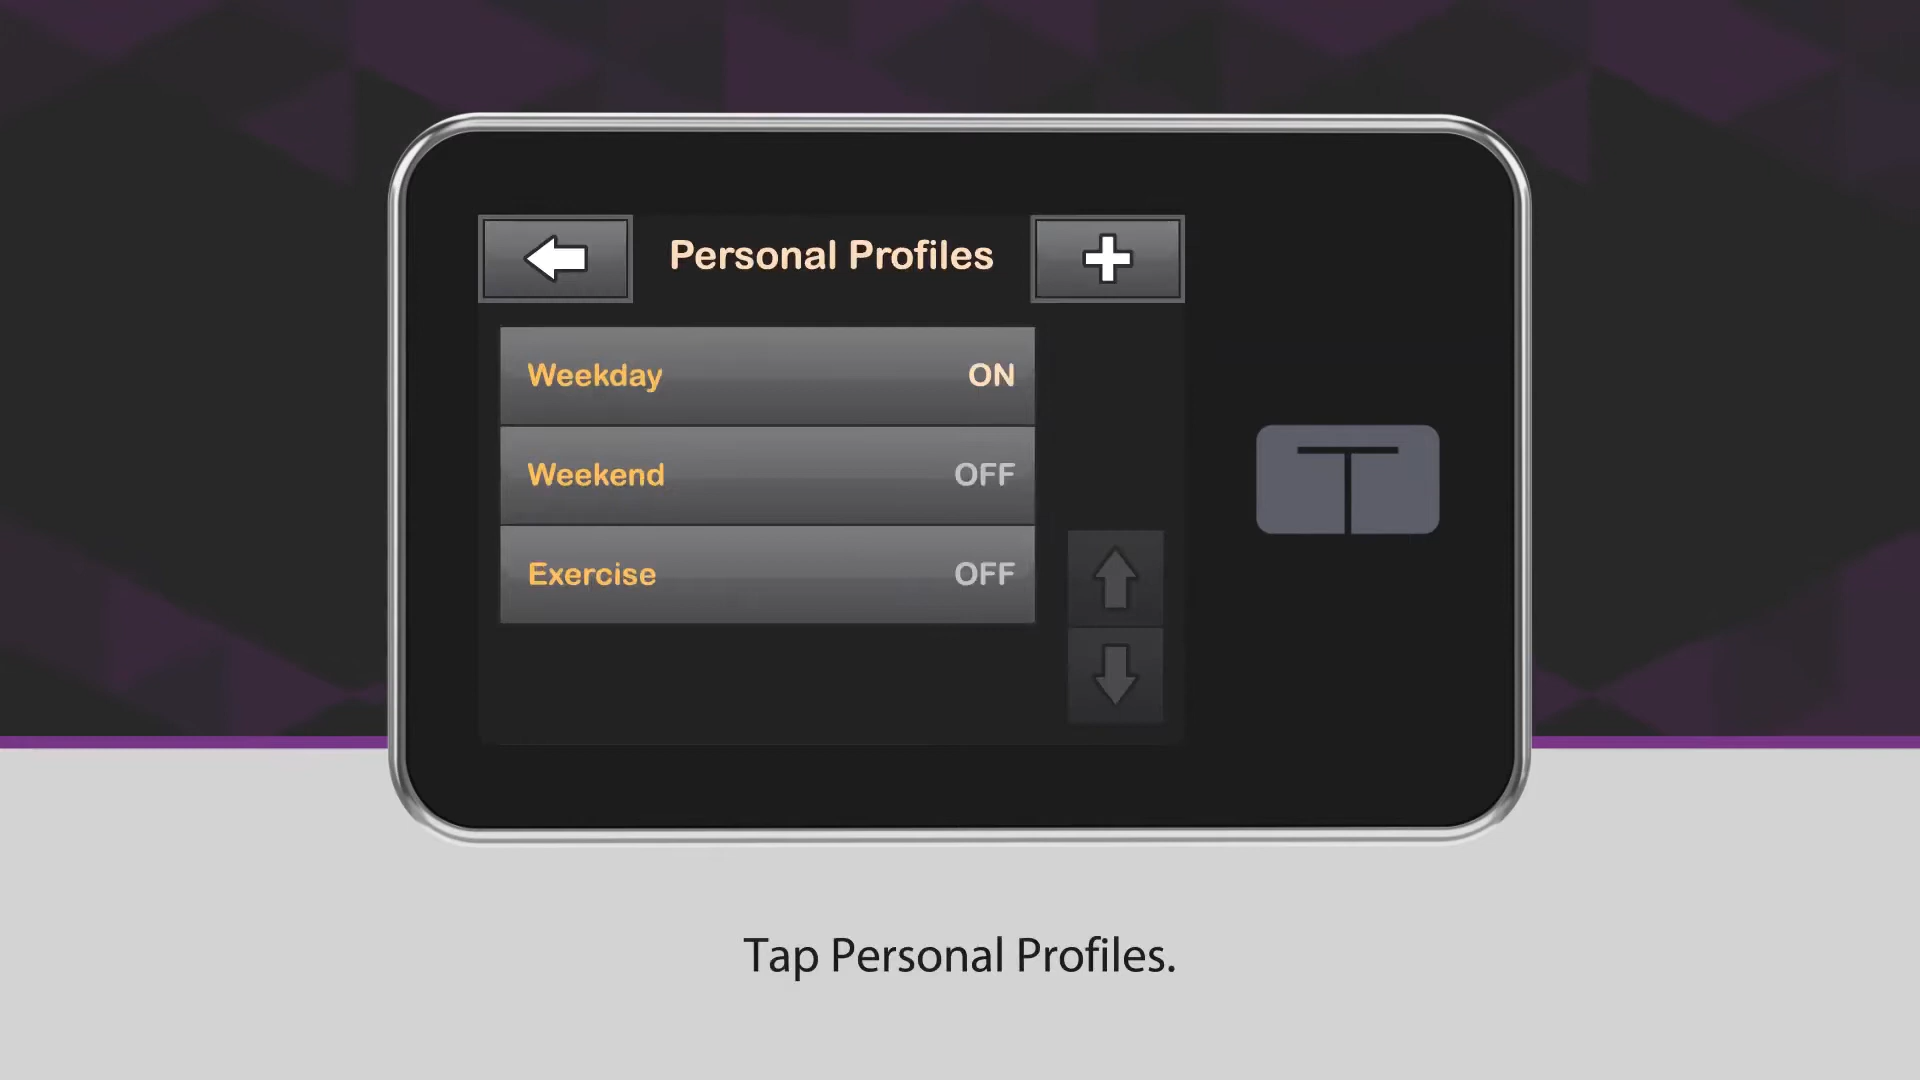 Personal Profiles
Weekday ON
Weekend OFF
Exercise OFF
T
Tap Personal Profiles.